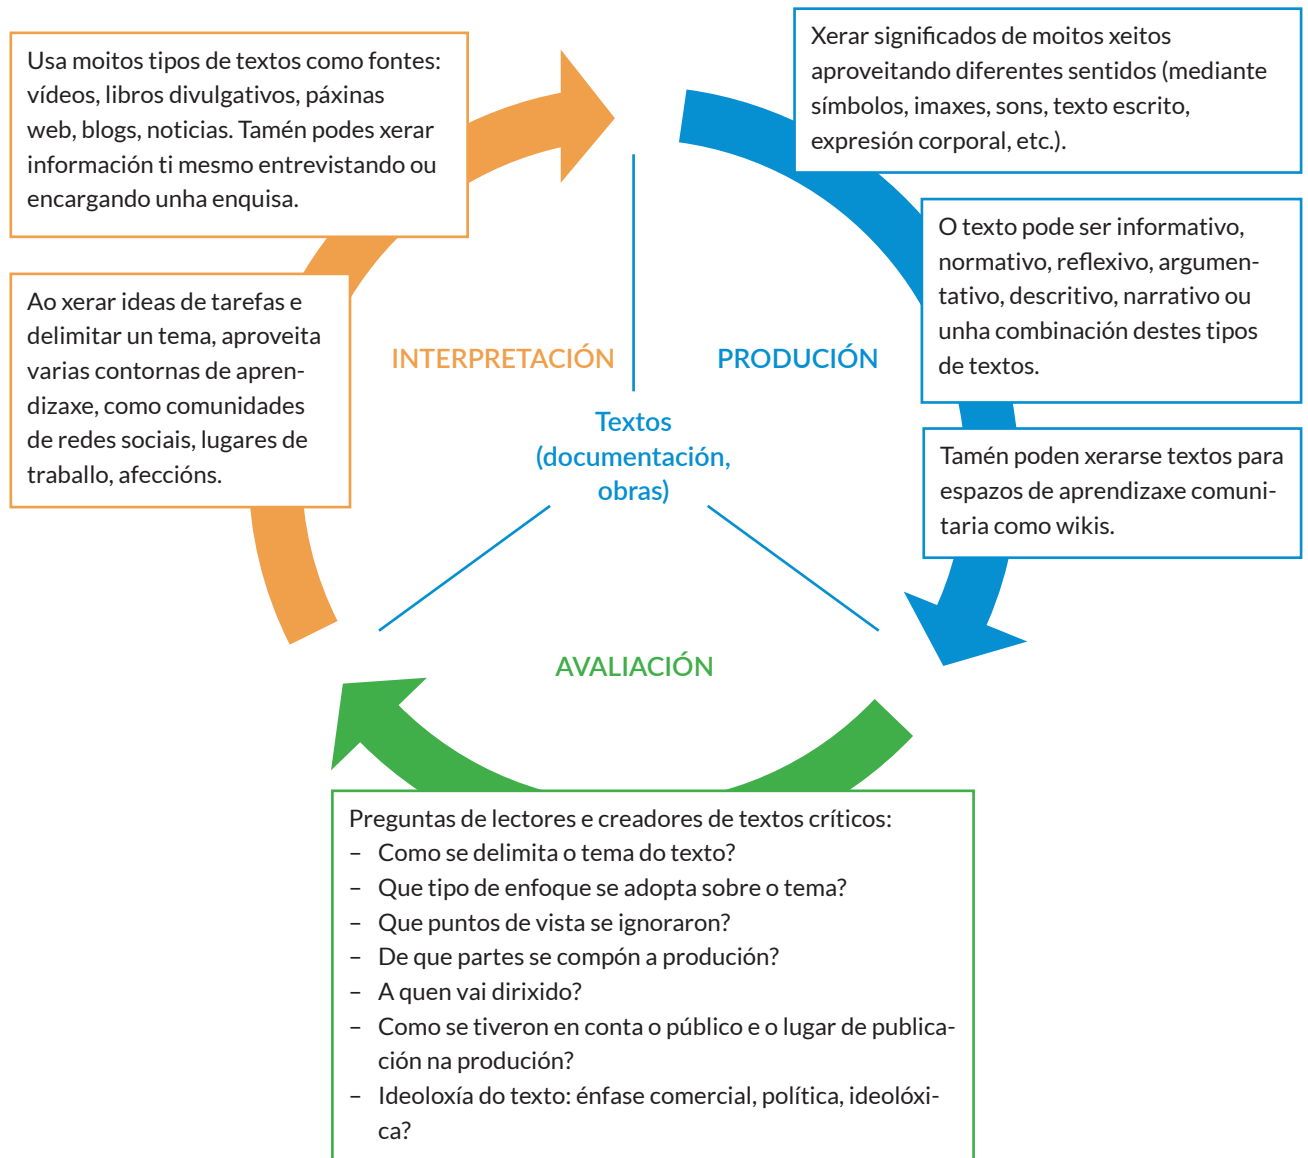 Usa moitos tipos de textos como fontes:
vídeos, libros divulgativos, páxinas
web, blogs, noticias. Tamén podes xerar
información ti mesmo entrevistando ou
encargando unha enquisa.
Ao xerar ideas de tarefas e
delimitar un tema, aproveita
varias contornas de apren-
dizaxe, como comunidades
de redes sociais, lugares de
traballo, afeccións.
Xerar significados de moitos xeitos
aproveitando diferentes sentidos (mediante
símbolos, imaxes, sons, texto escrito,
expresión corporal, etc.).
O texto pode ser informativo,
normativo, reflexivo, argumen-
tativo, descritivo, narrativo ou
unha combinación destes tipos
de textos.
Tamén poden xerarse textos para
espazos de aprendizaxe comuni-
taria como wikis.
INTERPRETACIÓN
PRODUCIÓN
Textos
(documentación,
obras)
AVALIACIÓN
Preguntas de lectores e creadores de textos críticos:
– Como se delimita o tema do texto?
– Que tipo de enfoque se adopta sobre o tema?
– Que puntos de vista se ignoraron?
– De que partes se compón a produción?
– A quen vai dirixido?
– Como se tiveron en conta o público e o lugar de publica-
ción na produción?
– Ideoloxía do texto: énfase comercial, política, ideolóxi-
ca?